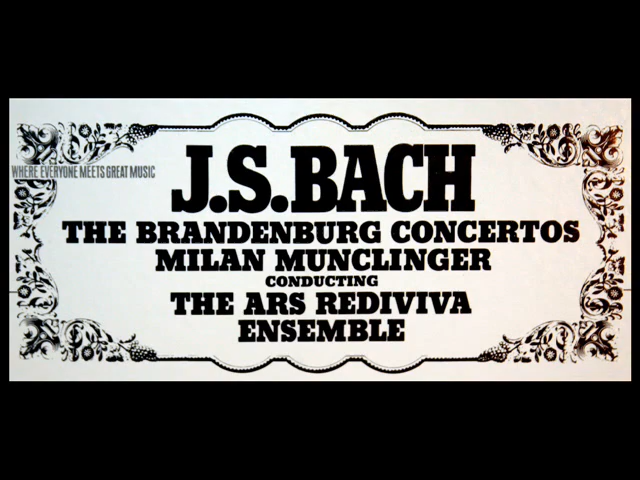 WHERE EVERYONE MEETS GREAT MUSIC
J.S.BACH
THE BRANDENBURG CONCERTOS
MILAN MUNCLINGER
CONDUCTING
THE ARS REDIVIVA
ENSEMBLE